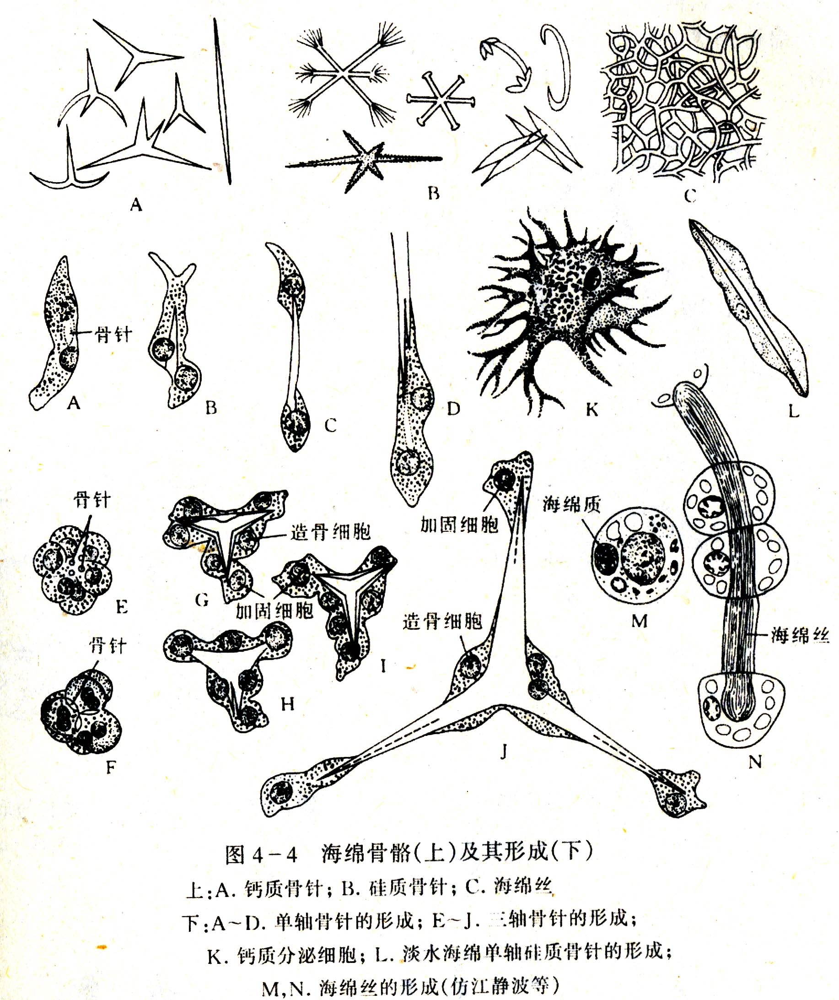 A
B
C
骨针
A
B
C
D
K
L
骨针
造骨细胞
加固细胞
海绵质
E
G
加固细胞
造骨细胞
M
海绵丝
骨针
I
H
F
J
N
图 4-4 海绵骨骼(上)及其形成(下)
上:A. 钙质骨针; B. 硅质骨针; C. 海绵丝
下:A~D. 单轴骨针的形成; E~J. 三轴骨针的形成;
K. 钙质分泌细胞; L. 淡水海绵单轴硅质骨针的形成;
M,N. 海绵丝的形成(仿江静波等)